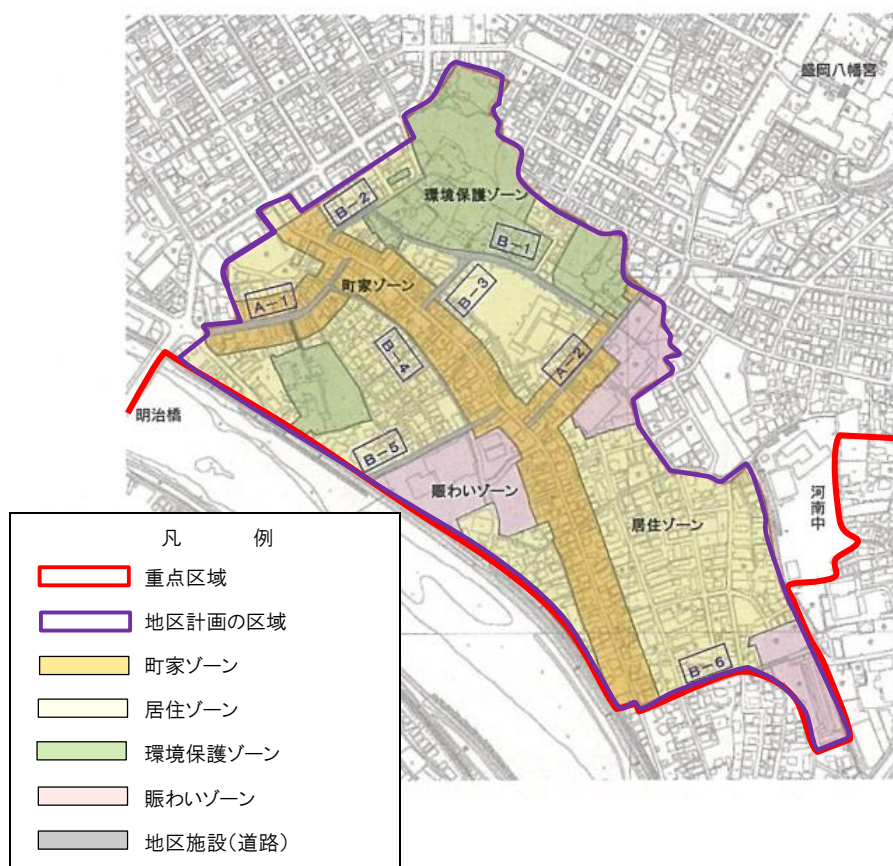 盛岡八幡宮
環境保護ゾーン
B-2
B-1
町家ゾーン
B-3
A-1
B-4
A-2
明治橋
B-5
賑わいゾーン
河南中
居住ゾーン
B-6
凡 例
重点区域
地区計画の区域
町家ゾーン
居住ゾーン
環境保護ゾーン
賑わいゾーン
地区施設(道路)